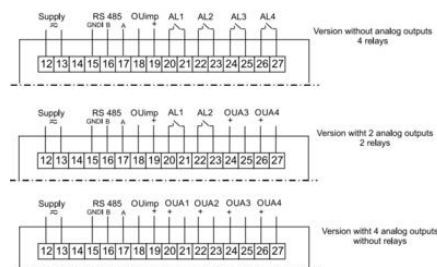 Supply RS 485 OUimp AL1 AL2 AL3 AL4
GNDI B A +
12 13 14 15 16 17 18 19 20 21 22 23 24 25 26 27
Version without analog outputs
4 relays
Supply RS 485 OUimp AL1 AL2 OUA3 OUA4
GNDI B A + + +
12 13 14 15 16 17 18 19 20 21 22 23 24 25 26 27
Version witht 2 analog outputs
2 relays
Supply RS 485 OUimp OUA1 OUA2 OUA3 OUA4
GNDI B A + + + + +
12 13 14 15 16 17 18 19 20 21 22 23 24 25 26 27
Version witht 4 analog outputs
without relays